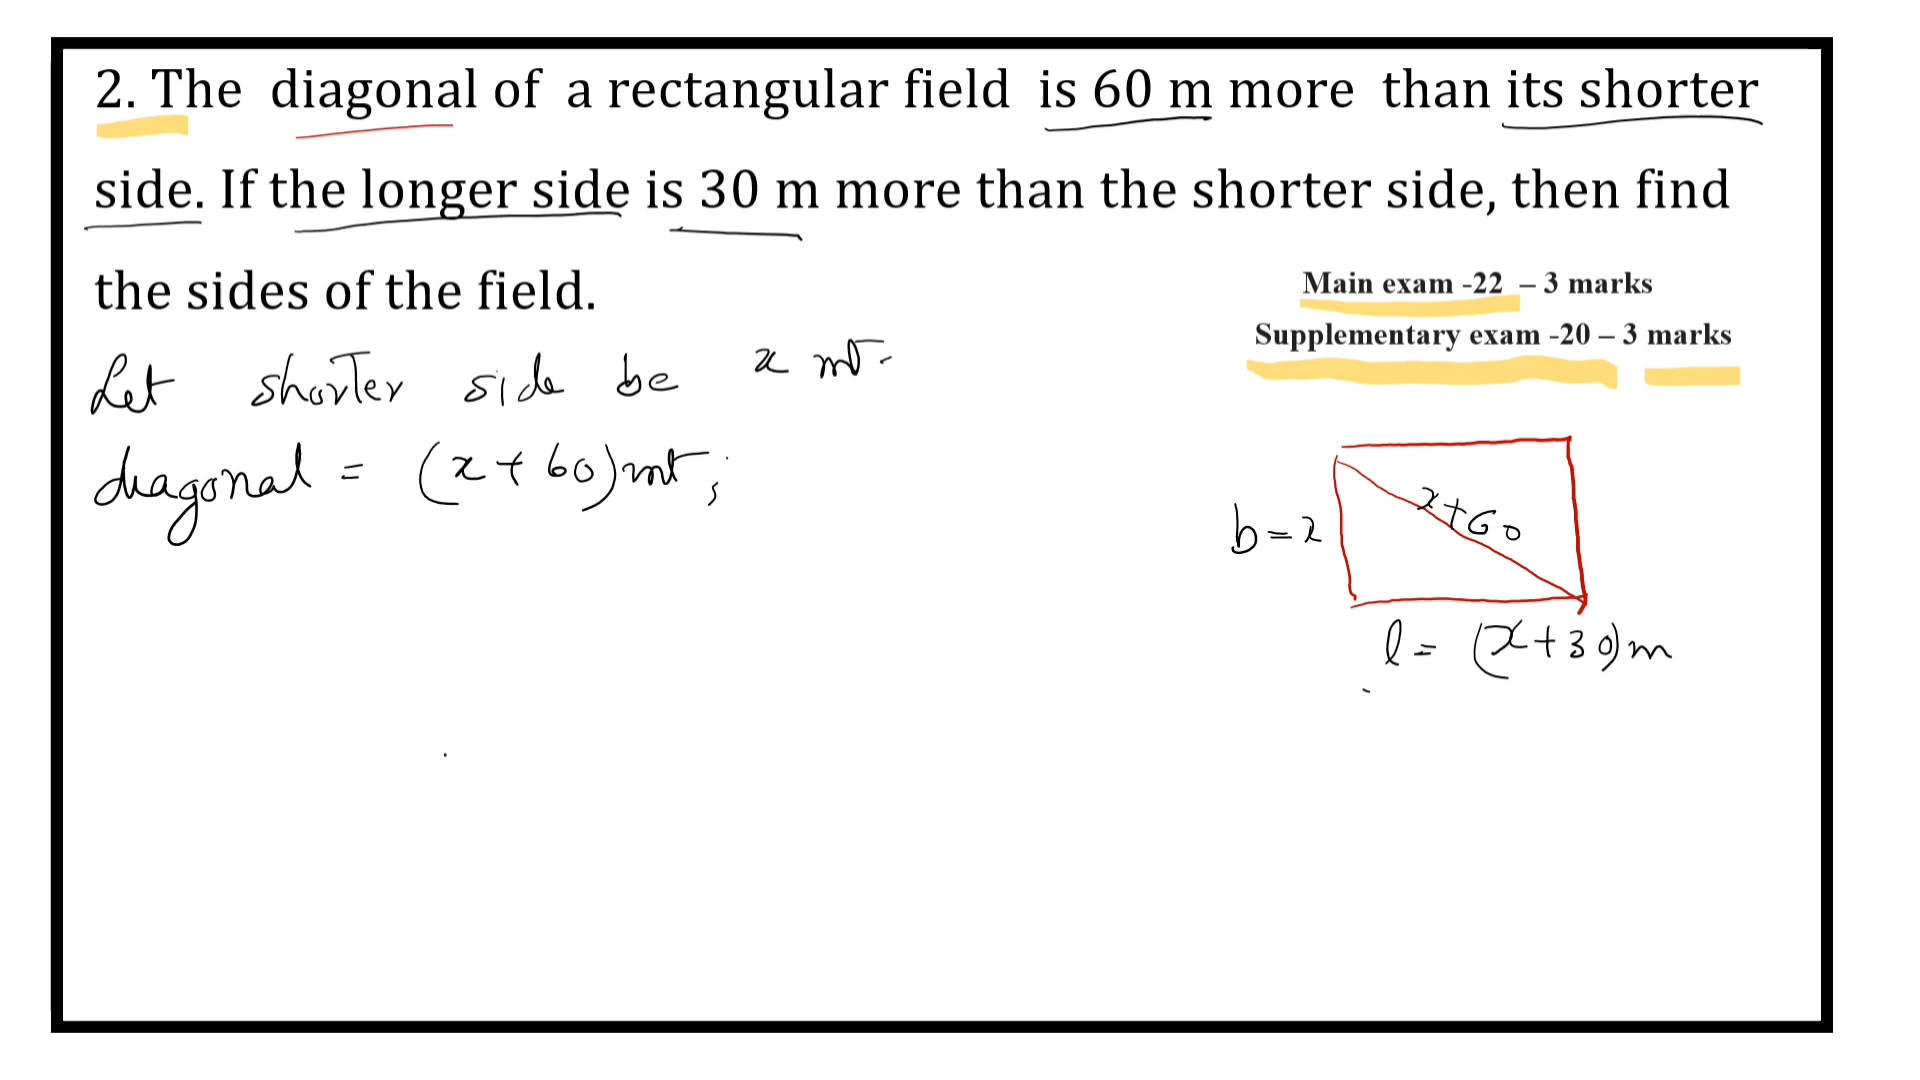 2. The diagonal of a rectangular field is 60 m more than its shorter
side. If the longer side is 30 m more than the shorter side, then find
the sides of the field.
Main exam -22 – 3 marks
Supplementary exam -20 – 3 marks
Let shorter side be x mt.
diagonal = (x + 60) mt ;
x+60
b = x
l = (x+30) m